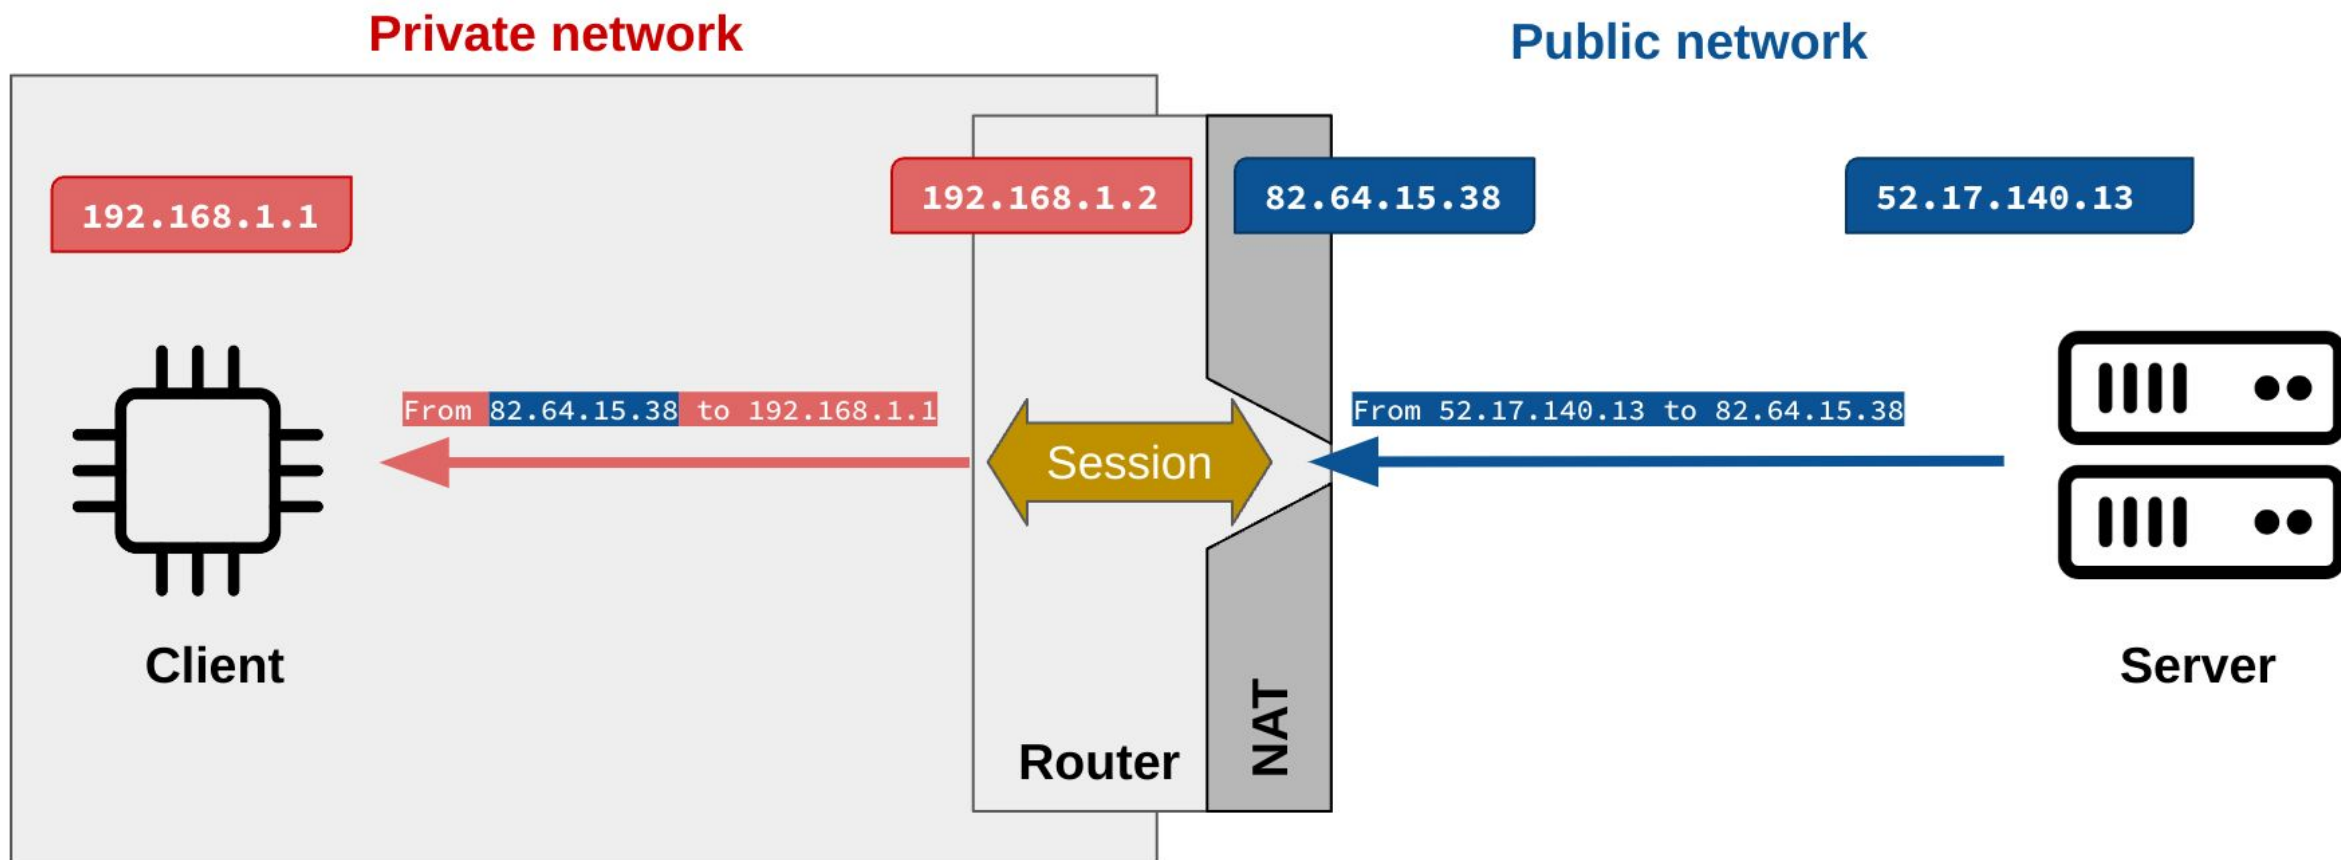 Private network
Public network
192.168.1.1
192.168.1.2
82.64.15.38
52.17.140.13
From 82.64.15.38 to 192.168.1.1
From 52.17.140.13 to 82.64.15.38
Session
Client
Server
Router
NAT